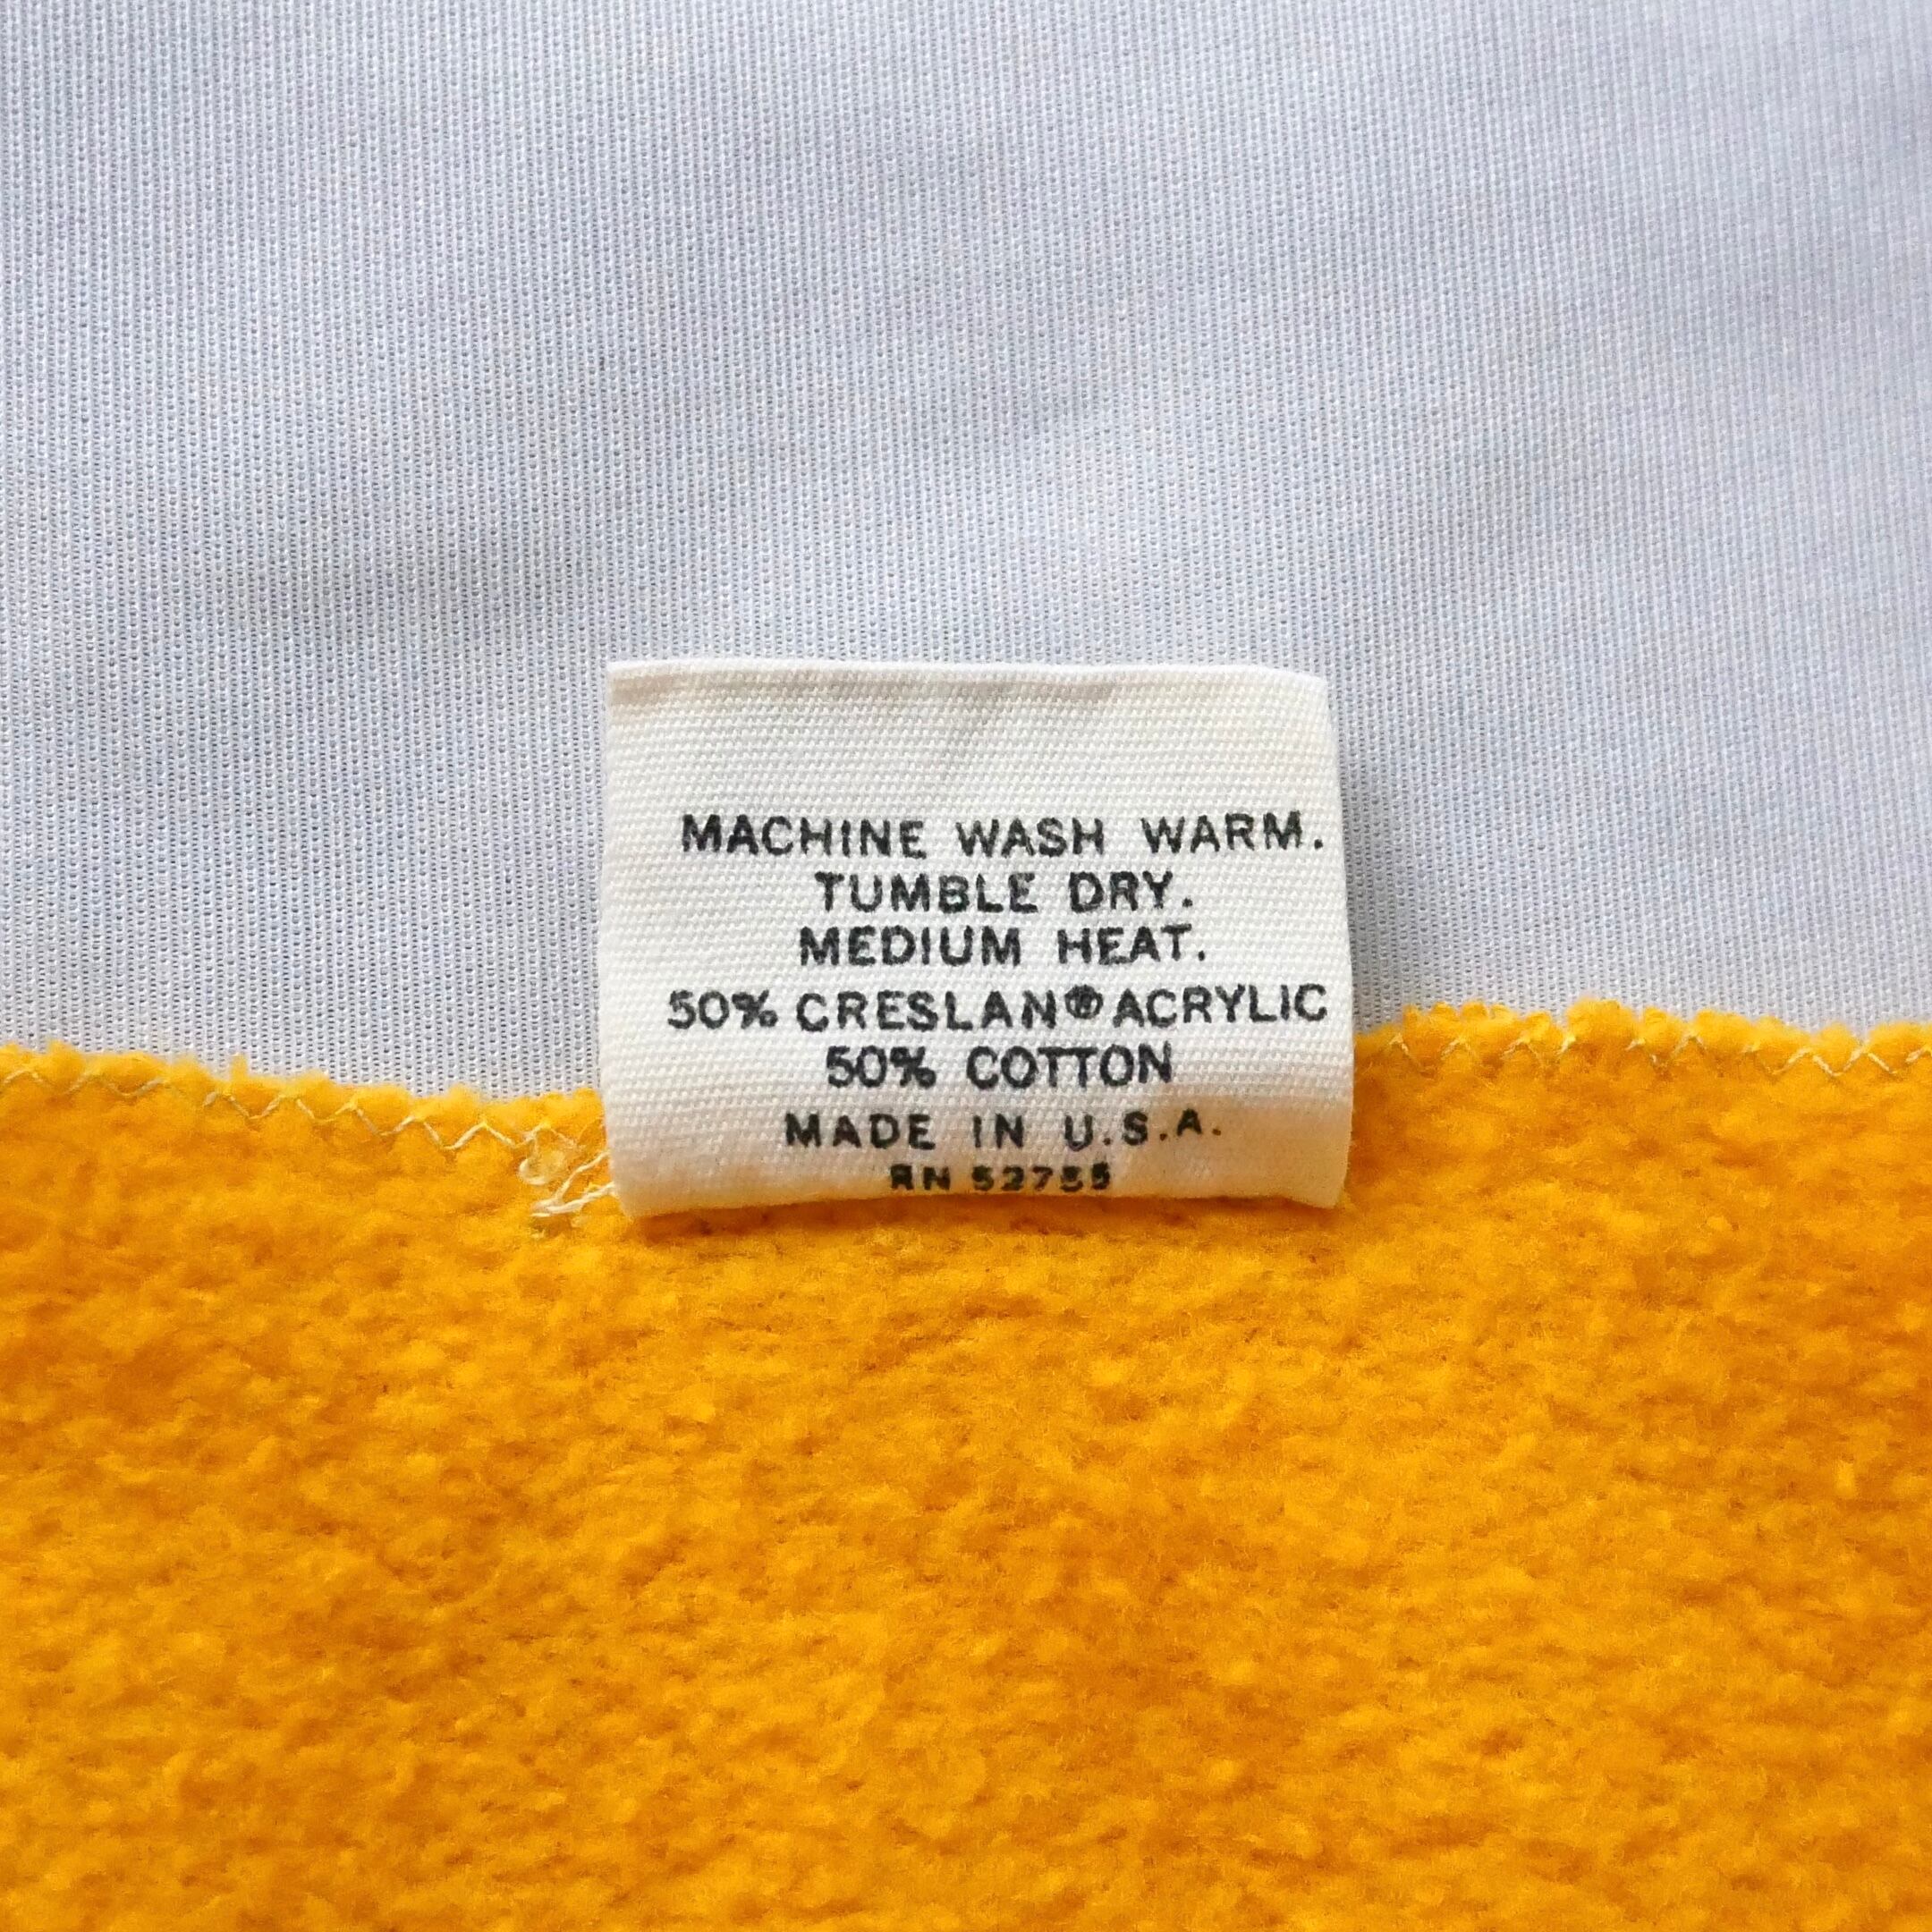 MACHINE WASH WARM.
TUMBLE DRY.
MEDIUM HEAT.
50% CRESLAN® ACRYLIC
50% COTTON
MADE IN U.S.A.
RN 52755